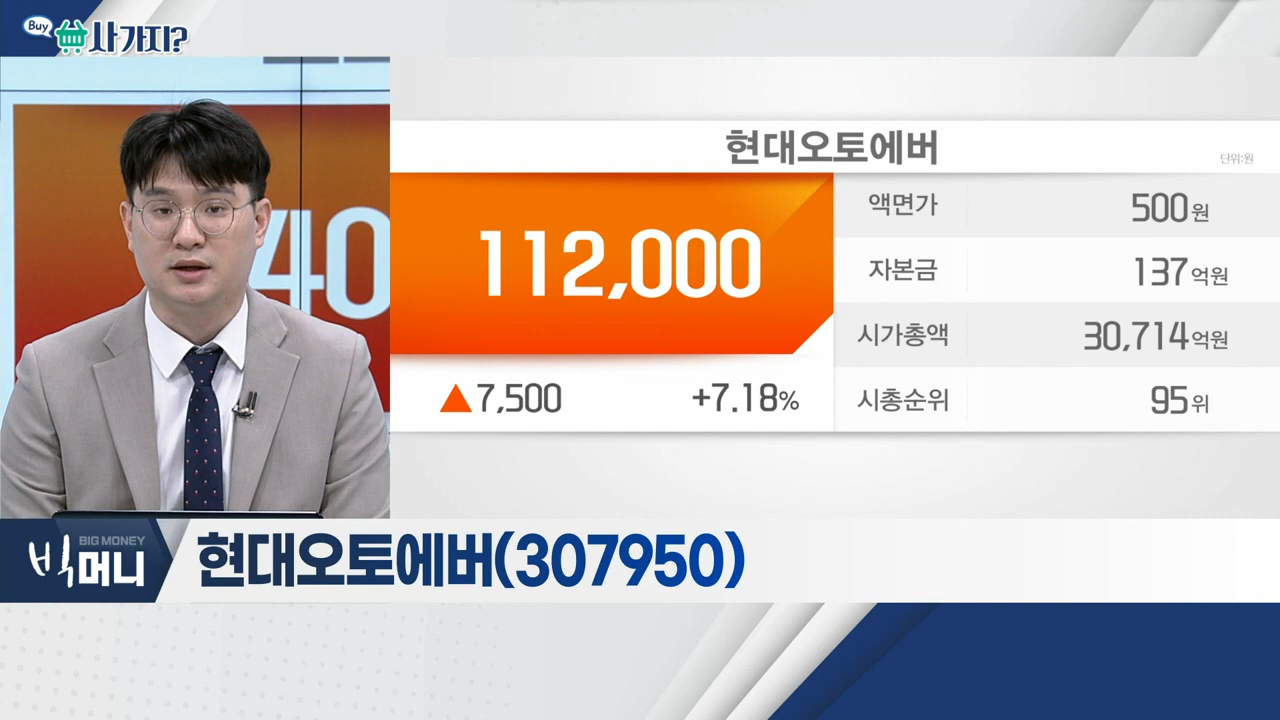 Buy 사가지?
40
현대오토에버
단위:원
112,000
▲7,500 +7.18%
액면가 500원
자본금 137억원
시가총액 30,714억원
시총순위 95위
BIG MONEY
빅머니
현대오토에버(307950)